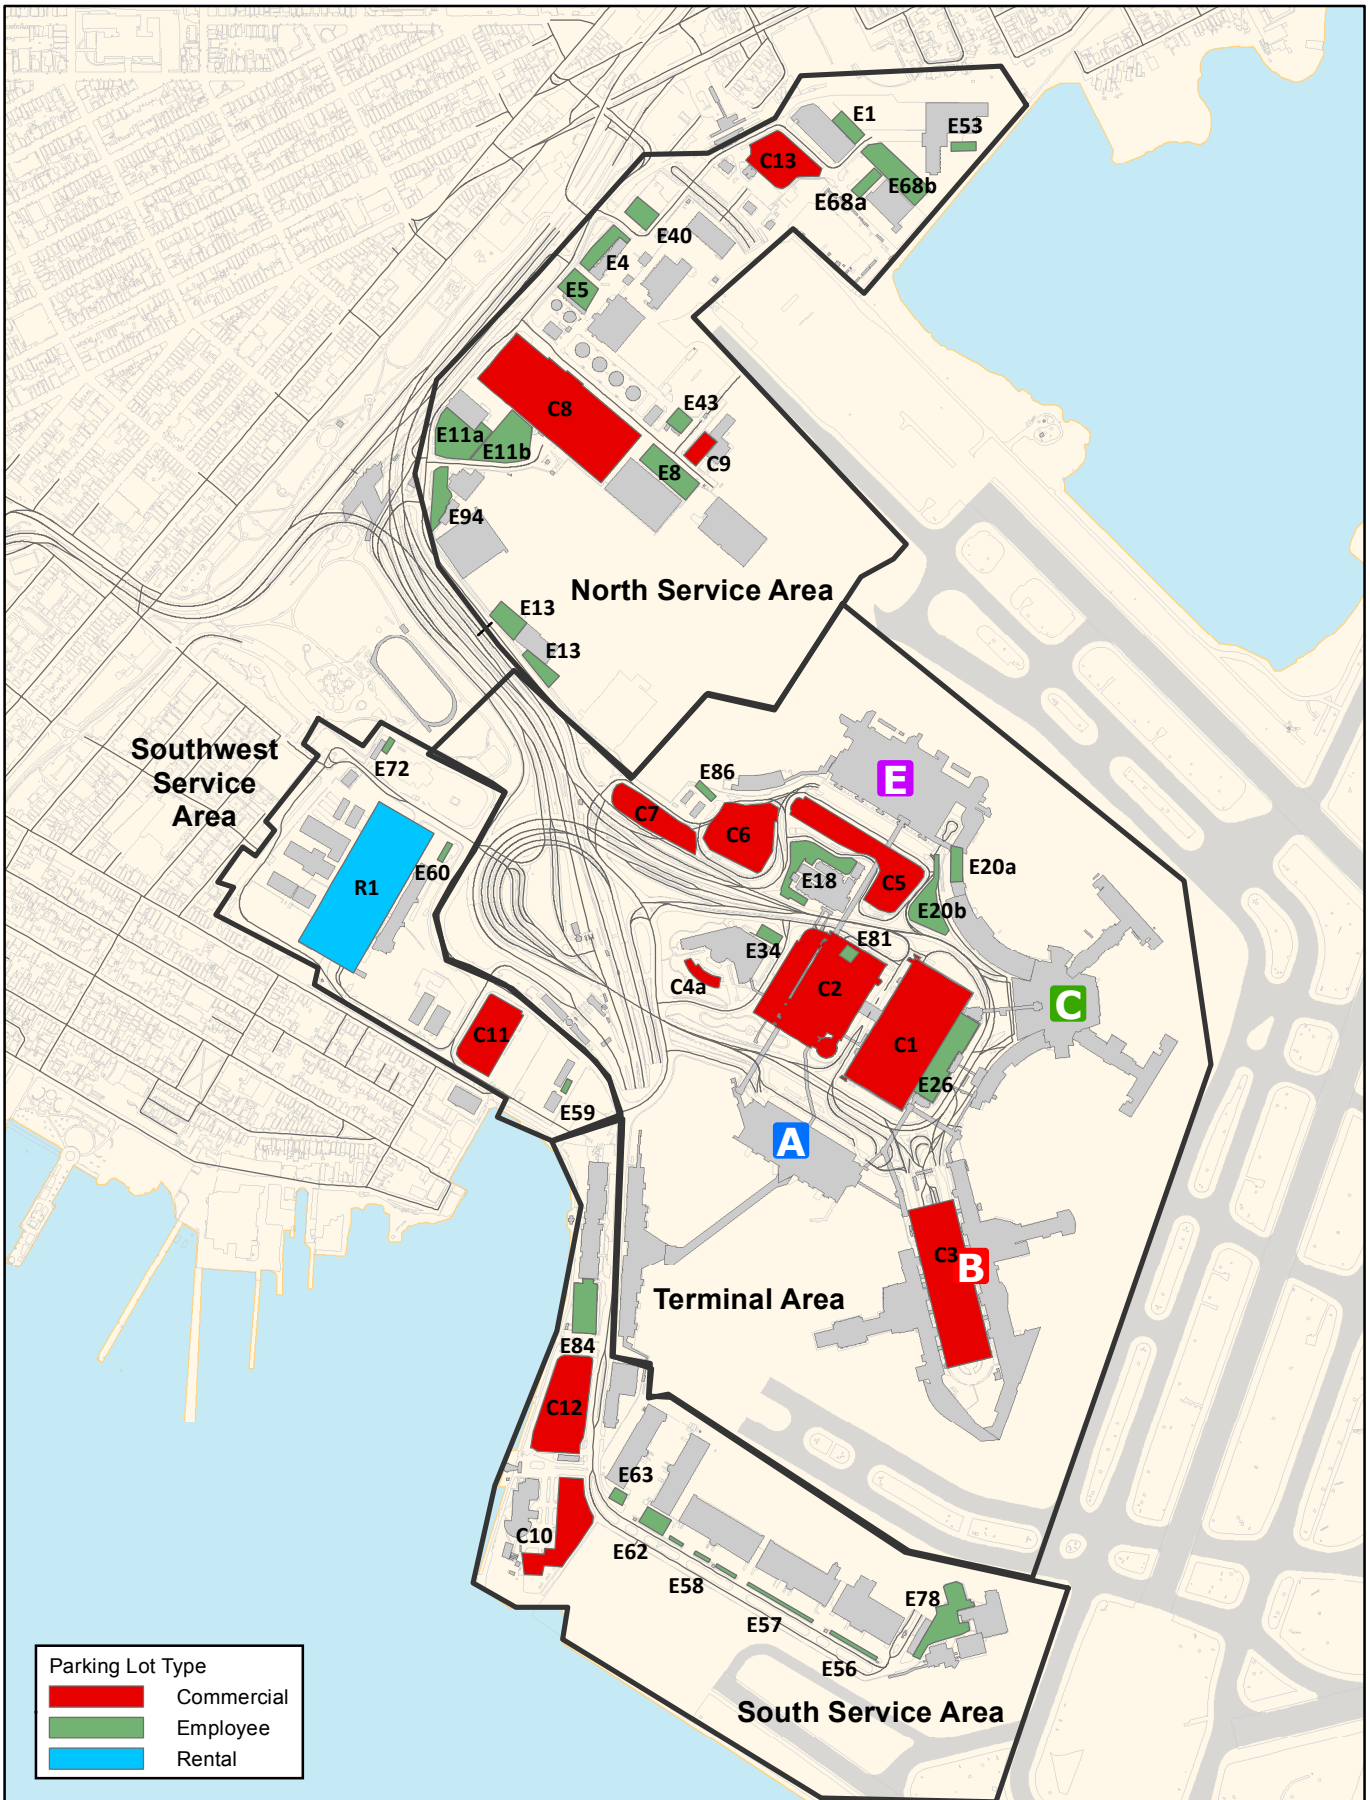 E1
E53
C13
E68b
E68a
E40
E4
E5
E43
C8
E11a
E11b
C9
E8
E94
North Service Area
E13
E13
Southwest
Service
Area
E72
E86
E
C7
C6
E20a
E60
R1
E18
C5
E20b
E81
E34
C4a
C2
C
C11
C1
E26
E59
A
C3
B
Terminal Area
E84
C12
E63
C10
E62
E58
E78
E57
E56
South Service Area
Parking Lot Type
Commercial
Employee
Rental